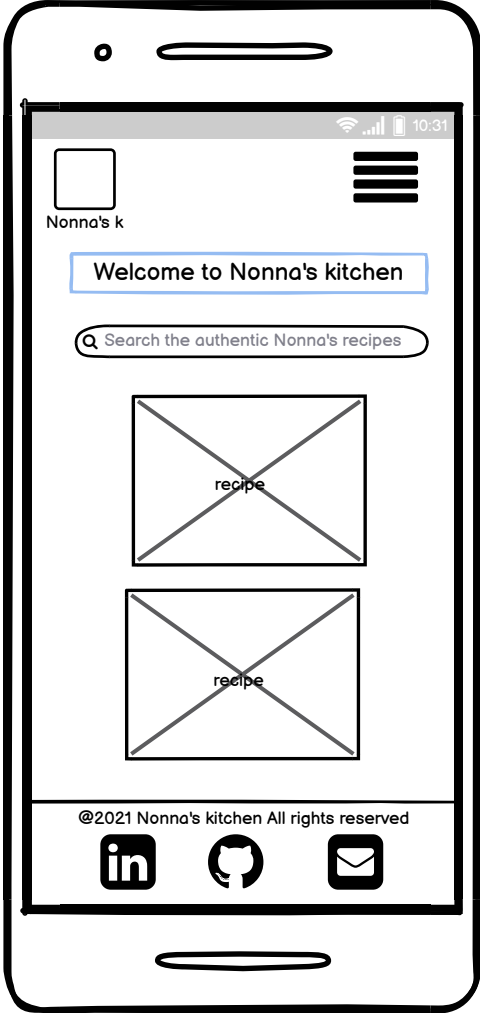 10:31
Nonna's k
Welcome to Nonna's kitchen
Search the authentic Nonna's recipes
recipe
recipe
@2021 Nonna's kitchen All rights reserved
in